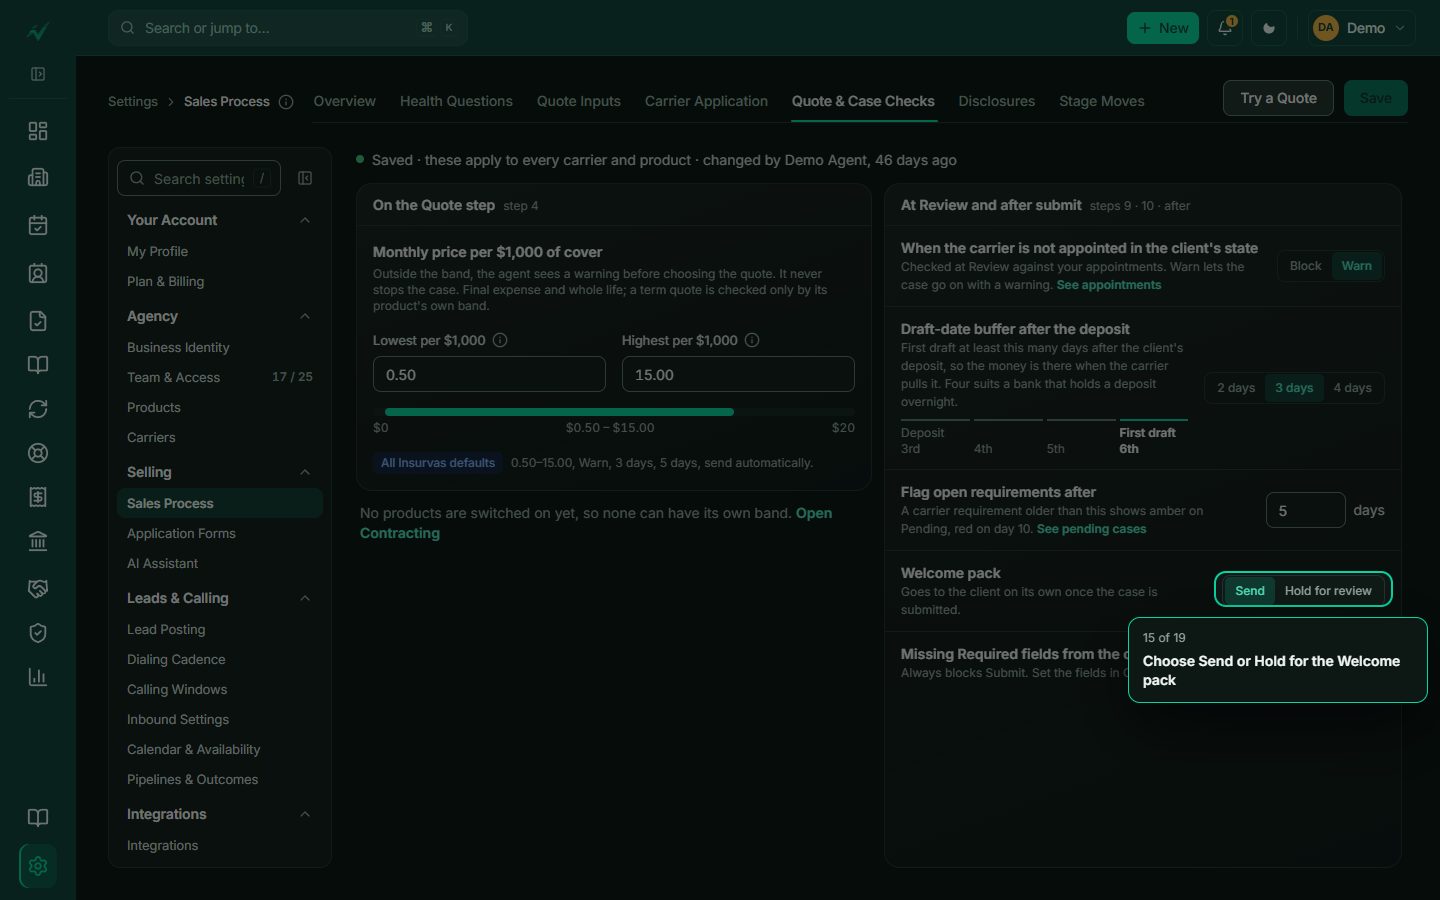 Search or jump to...
⌘ K
+ New
1
DA
Demo
Settings > Sales Process
Overview
Health Questions
Quote Inputs
Carrier Application
Quote & Case Checks
Disclosures
Stage Moves
Try a Quote
Save
Search setting
/
Your Account
My Profile
Plan & Billing
Agency
Business Identity
Team & Access 17 / 25
Products
Carriers
Selling
Sales Process
Application Forms
AI Assistant
Leads & Calling
Lead Posting
Dialing Cadence
Calling Windows
Inbound Settings
Calendar & Availability
Pipelines & Outcomes
Integrations
Integrations
Saved · these apply to every carrier and product · changed by Demo Agent, 46 days ago
On the Quote step step 4
Monthly price per $1,000 of cover
Outside the band, the agent sees a warning before choosing the quote. It never
stops the case. Final expense and whole life; a term quote is checked only by its
product's own band.
Lowest per $1,000
Highest per $1,000
0.50
15.00
$0
$0.50 – $15.00
$20
All Insurvas defaults 0.50–15.00, Warn, 3 days, 5 days, send automatically.
No products are switched on yet, so none can have its own band. Open
Contracting
At Review and after submit steps 9 · 10 · after
When the carrier is not appointed in the client's state
Checked at Review against your appointments. Warn lets the
case go on with a warning. See appointments
Block
Warn
Draft-date buffer after the deposit
First draft at least this many days after the client's
deposit, so the money is there when the carrier
pulls it. Four suits a bank that holds a deposit
overnight.
2 days
3 days
4 days
Deposit
3rd
4th
5th
First draft
6th
Flag open requirements after
A carrier requirement older than this shows amber on
Pending, red on day 10. See pending cases
5
days
Welcome pack
Goes to the client on its own once the case is
submitted.
Send
Hold for review
Missing Required fields from the
Always blocks Submit. Set the fields in
15 of 19
Choose Send or Hold for the Welcome
pack